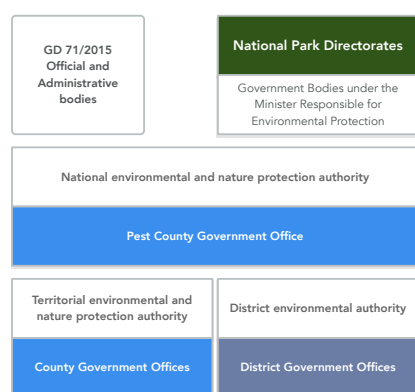 GD 71/2015
Official and
Administrative
bodies
National Park Directorates
Government Bodies under the
Minister Responsible for
Environmental Protection
National environmental and nature protection authority
Pest County Government Office
Territorial environmental and
nature protection authority
County Government Offices
District environmental authority
District Government Offices